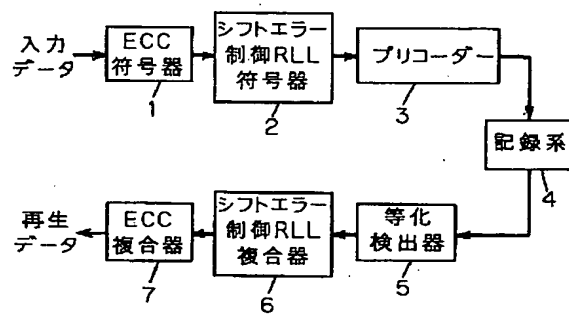 入力
データ
ECC
符号器
1
シフトエラー
制御RLL
符号器
2
プリコーダー
3
記録系
4
再生
データ
ECC
複合器
7
シフトエラー
制御RLL
複合器
6
等化
検出器
5